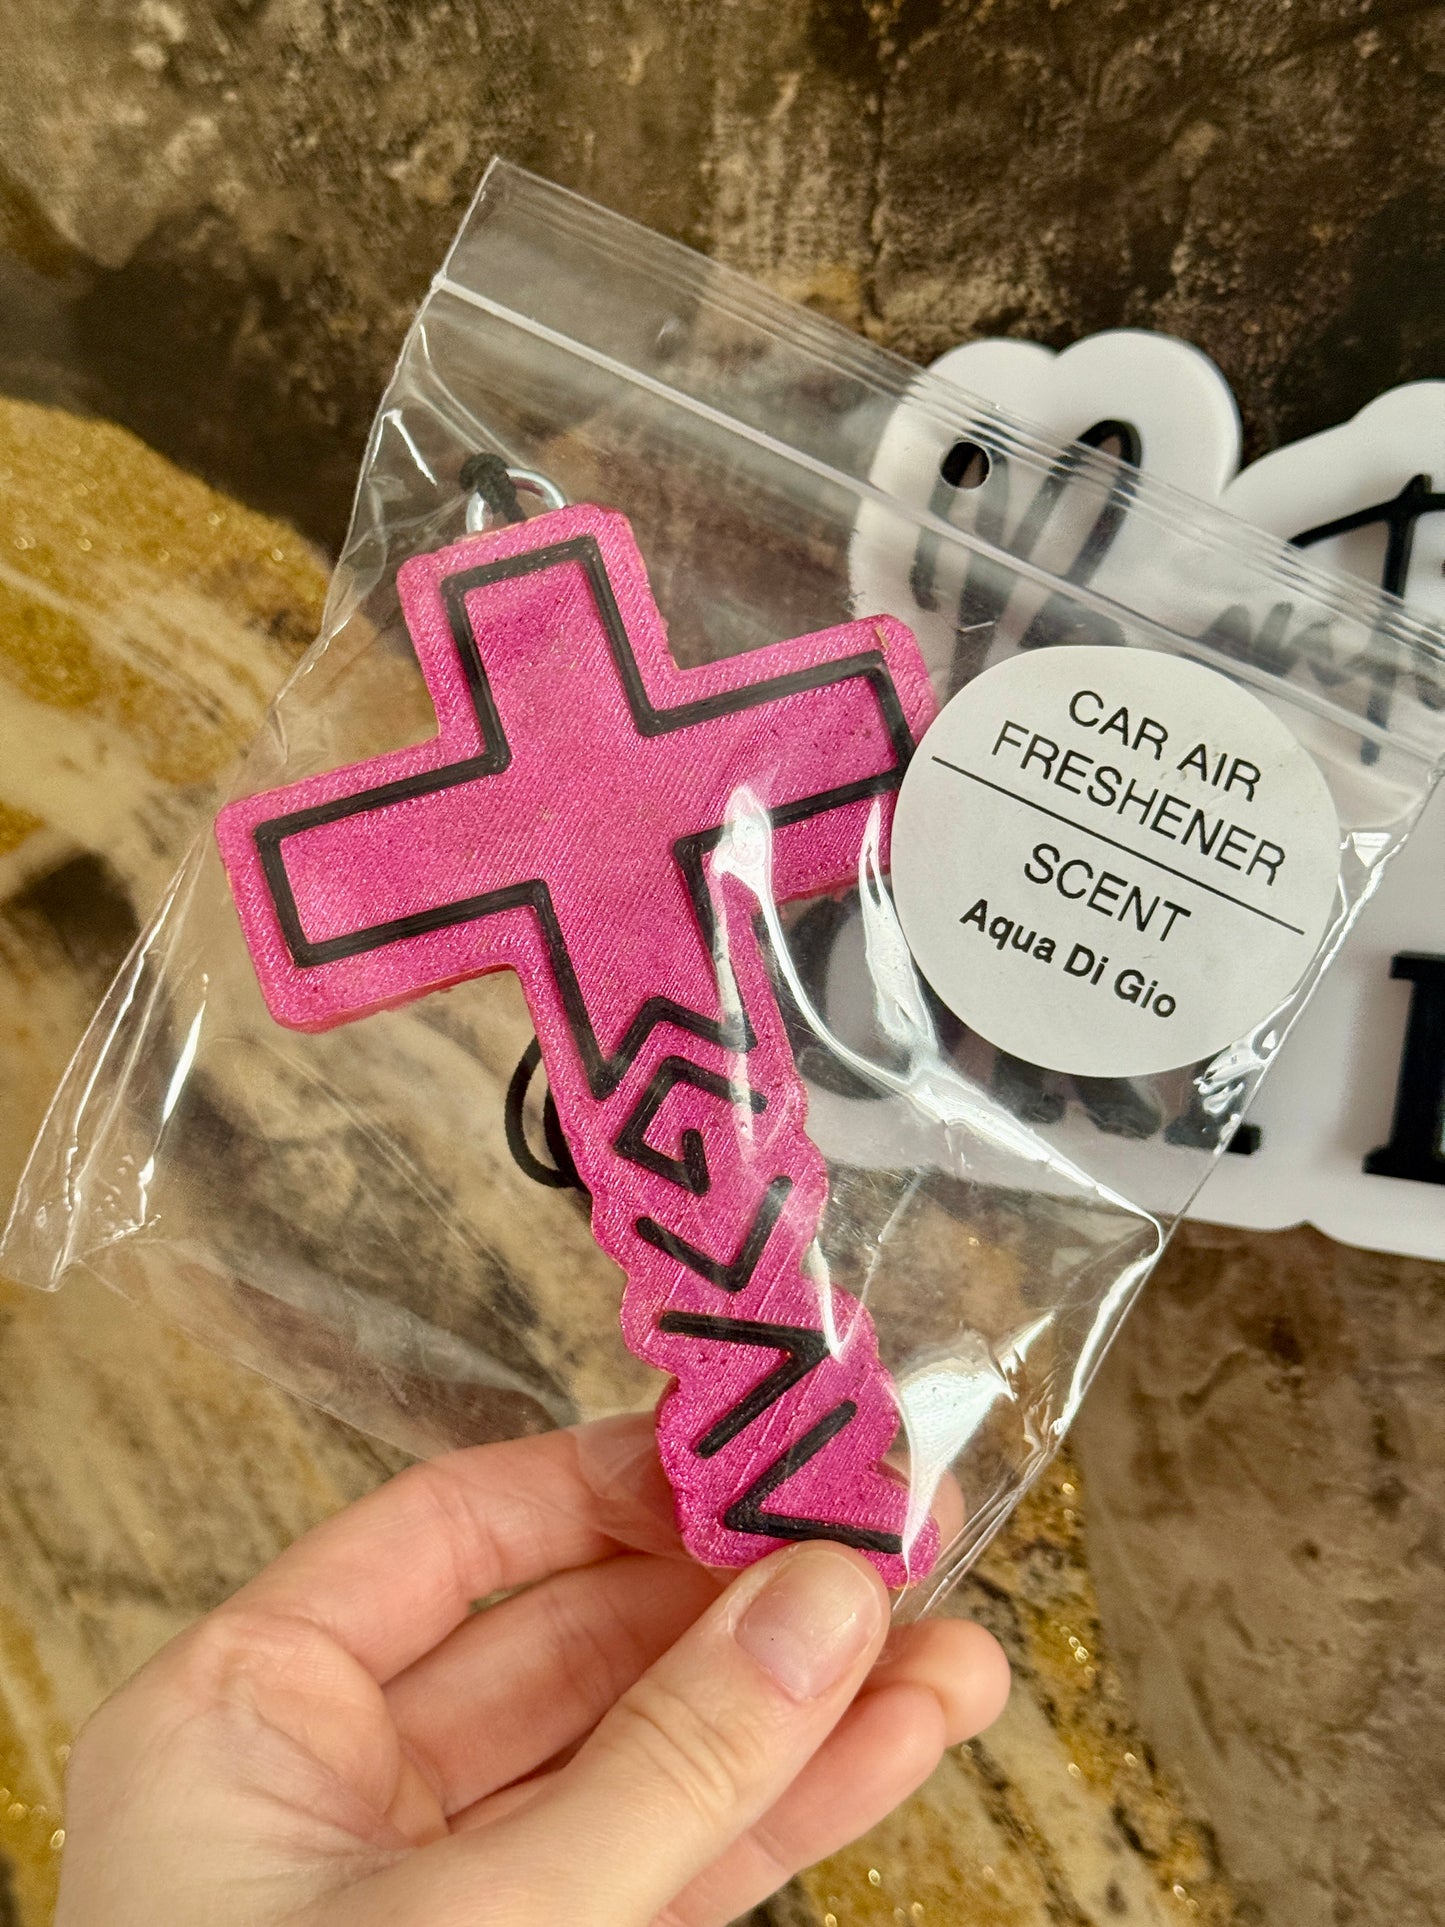 CAR AIR
FRESHENER
SCENT
Aqua Di Gio